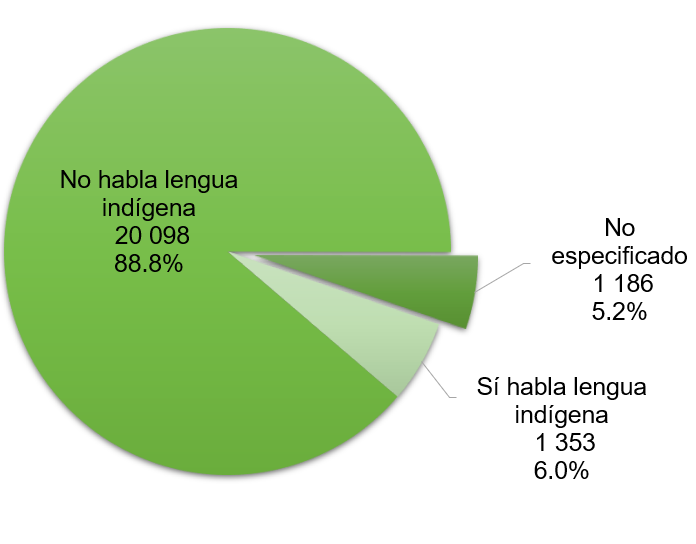 No habla lengua
indígena
20 098
88.8%
No
especificado
1 186
5.2%
Sí habla lengua
indígena
1 353
6.0%